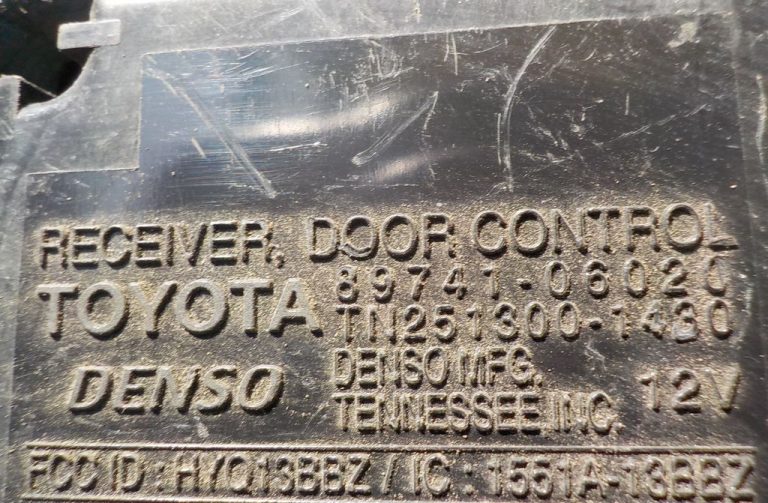 RECEIVER, DOOR CONTROL
TOYOTA 89741-06020
TN251300-1430
DENSO DENSO MFG. 12V
TENNESSEE, INC.
FCC ID : HYQ13BBZ / IC : 1551A-13BBZ